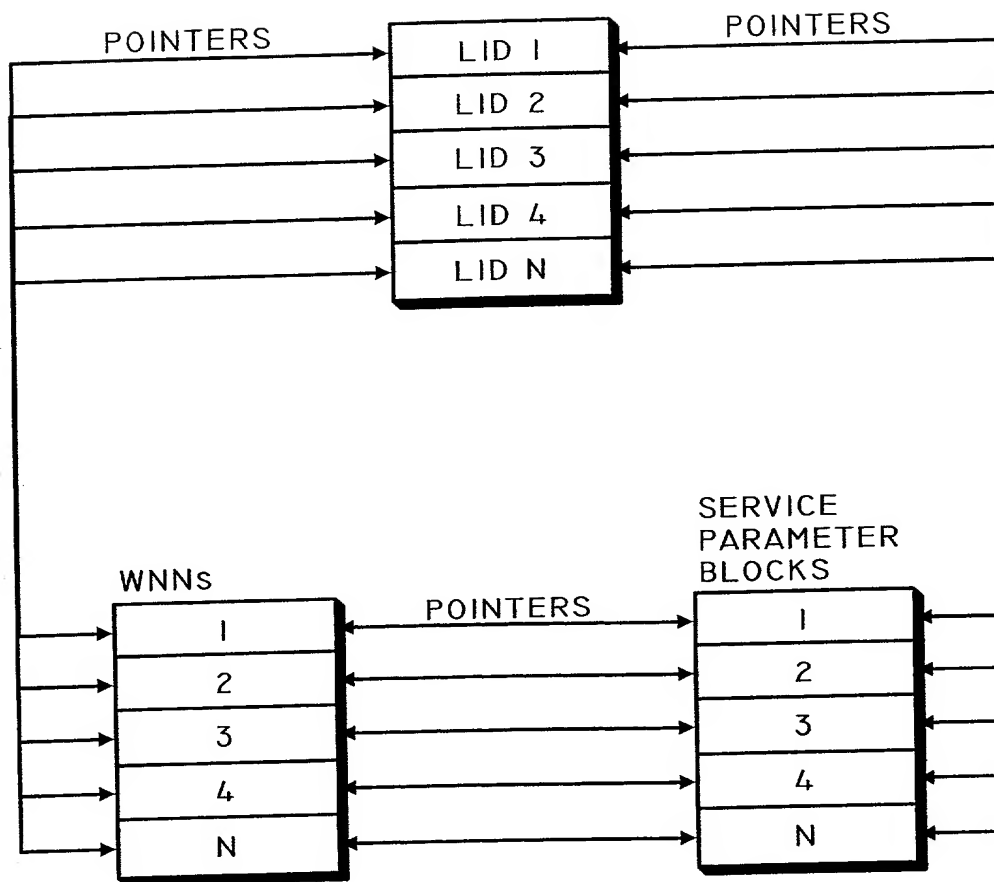 POINTERS
POINTERS
LID 1
LID 2
LID 3
LID 4
LID N
WNNs
1
2
3
4
N
POINTERS
SERVICE
PARAMETER
BLOCKS
1
2
3
4
N